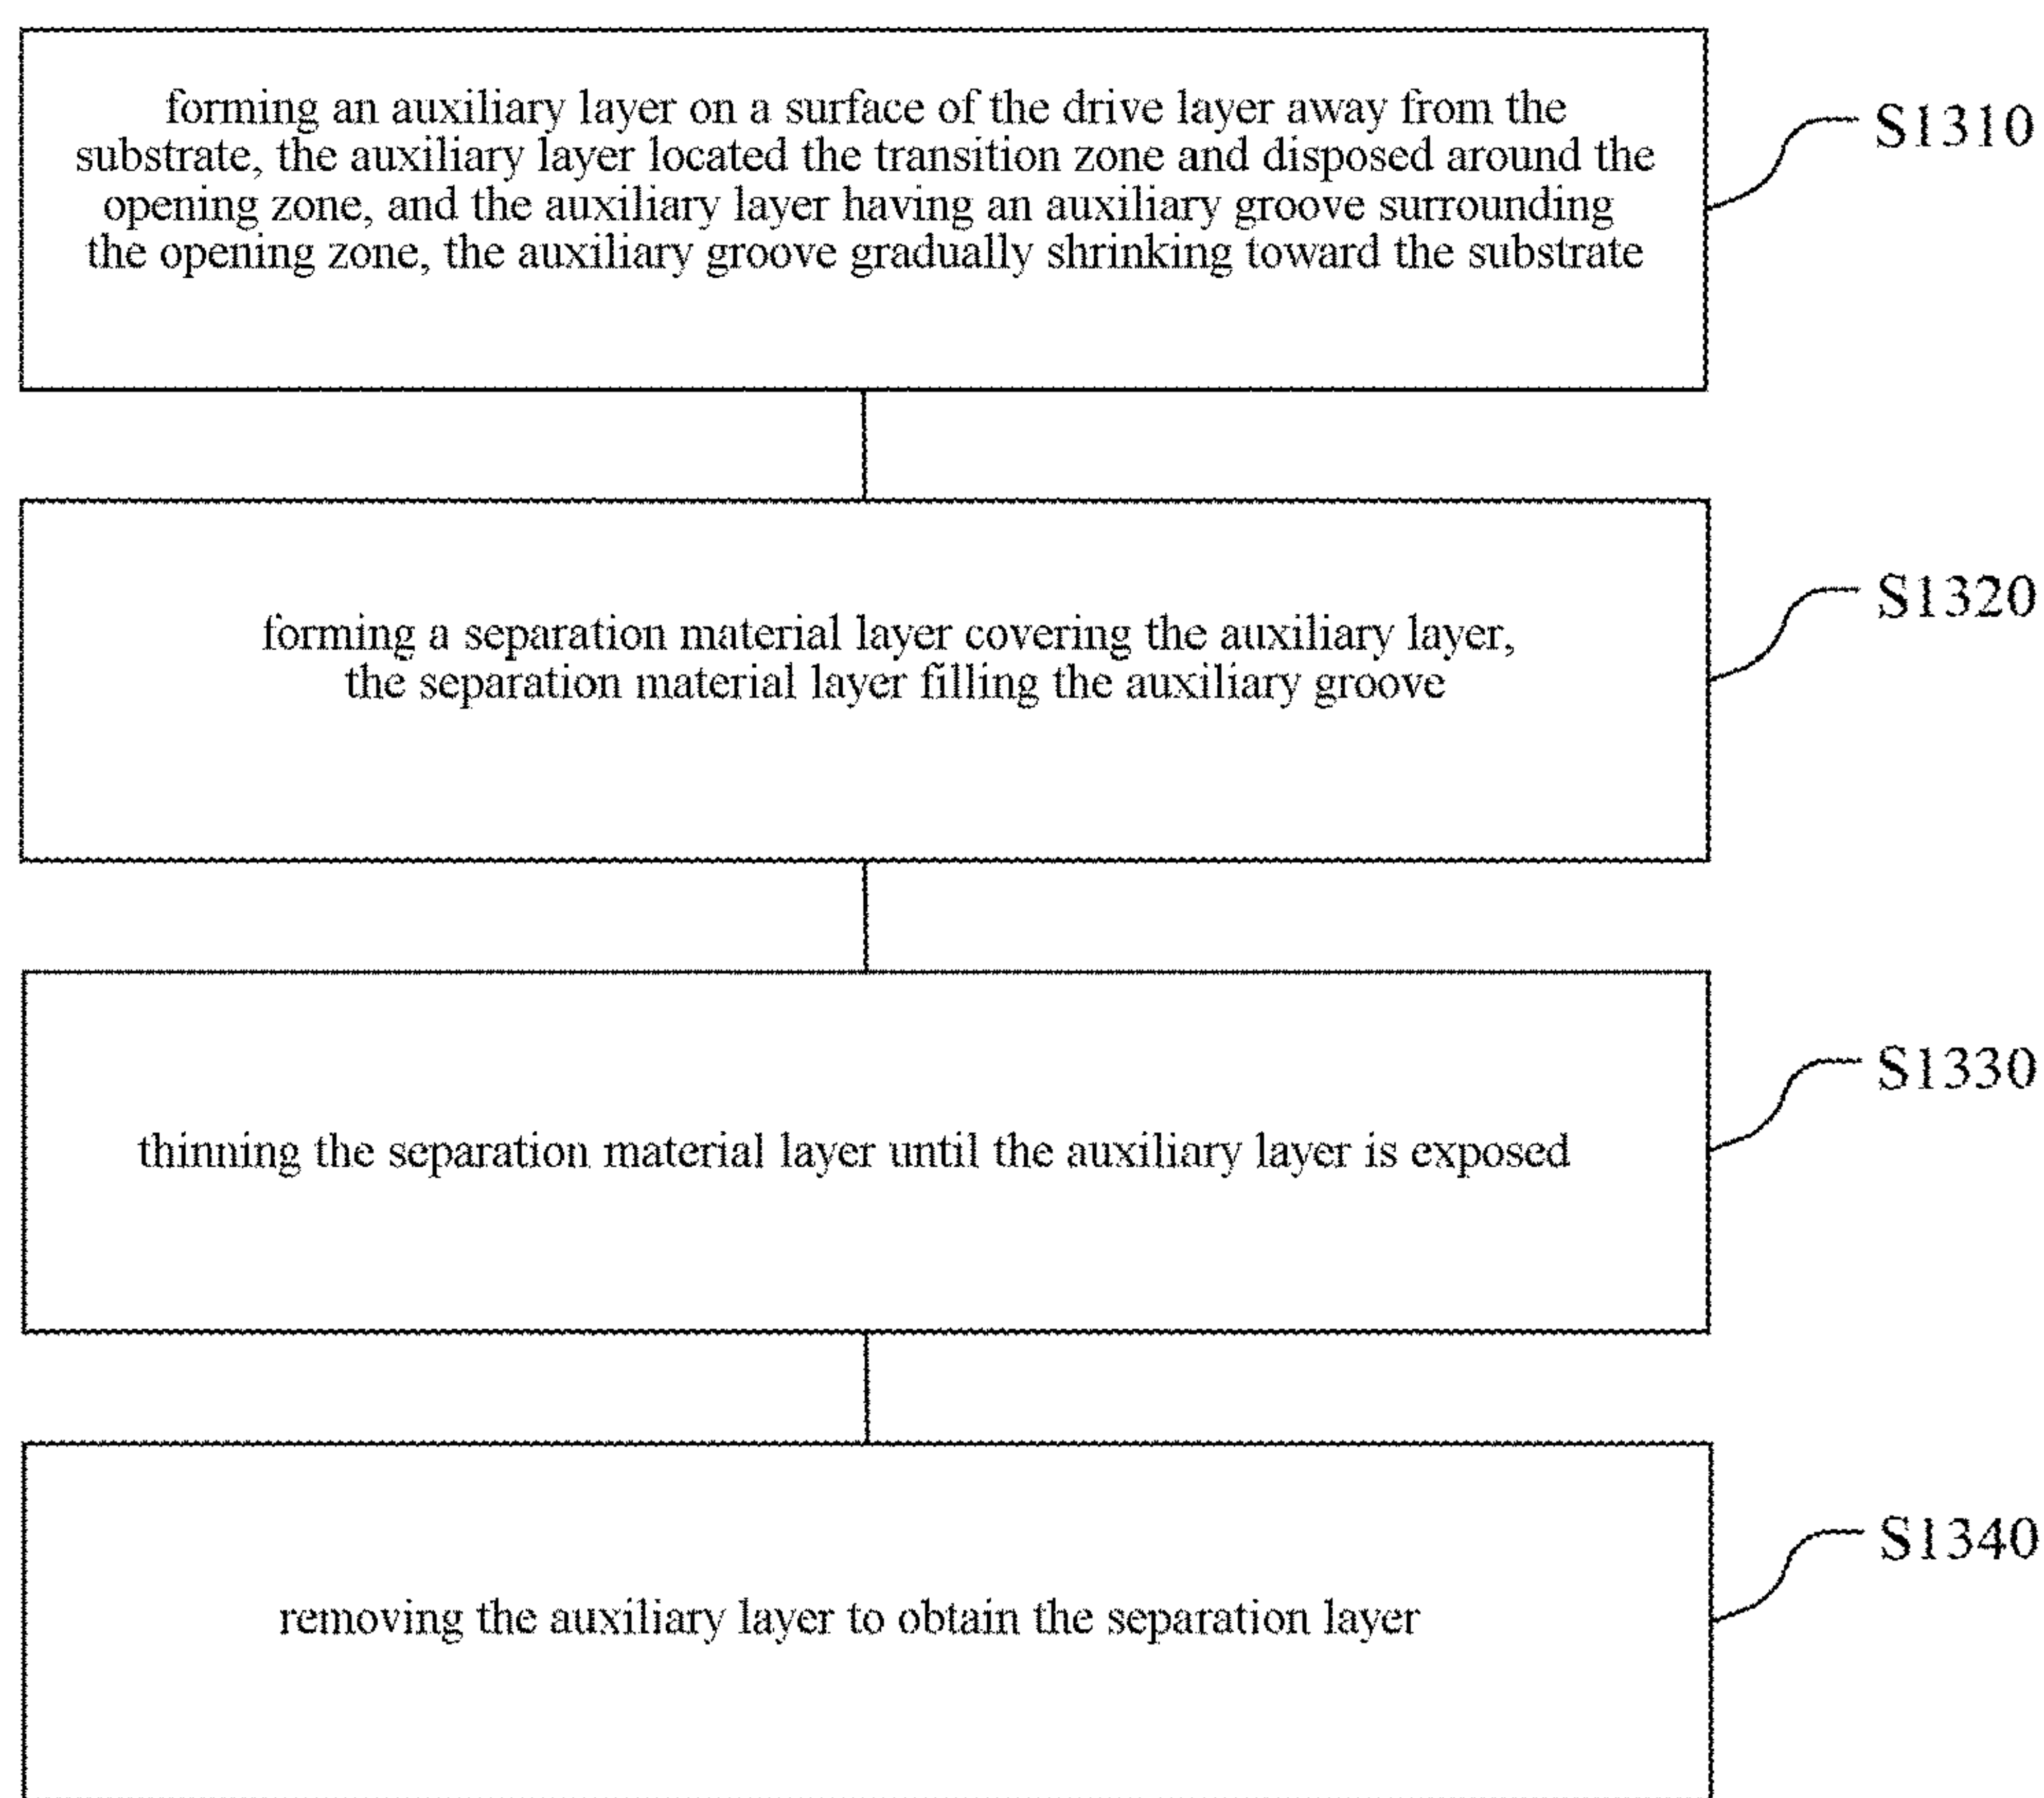 forming an auxiliary layer on a surface of the drive layer away from the
substrate, the auxiliary layer located the transition zone and disposed around the
opening zone, and the auxiliary layer having an auxiliary groove surrounding
the opening zone, the auxiliary groove gradually shrinking toward the substrate
S1310
forming a separation material layer covering the auxiliary layer,
the separation material layer filling the auxiliary groove
S1320
thinning the separation material layer until the auxiliary layer is exposed
S1330
removing the auxiliary layer to obtain the separation layer
S1340